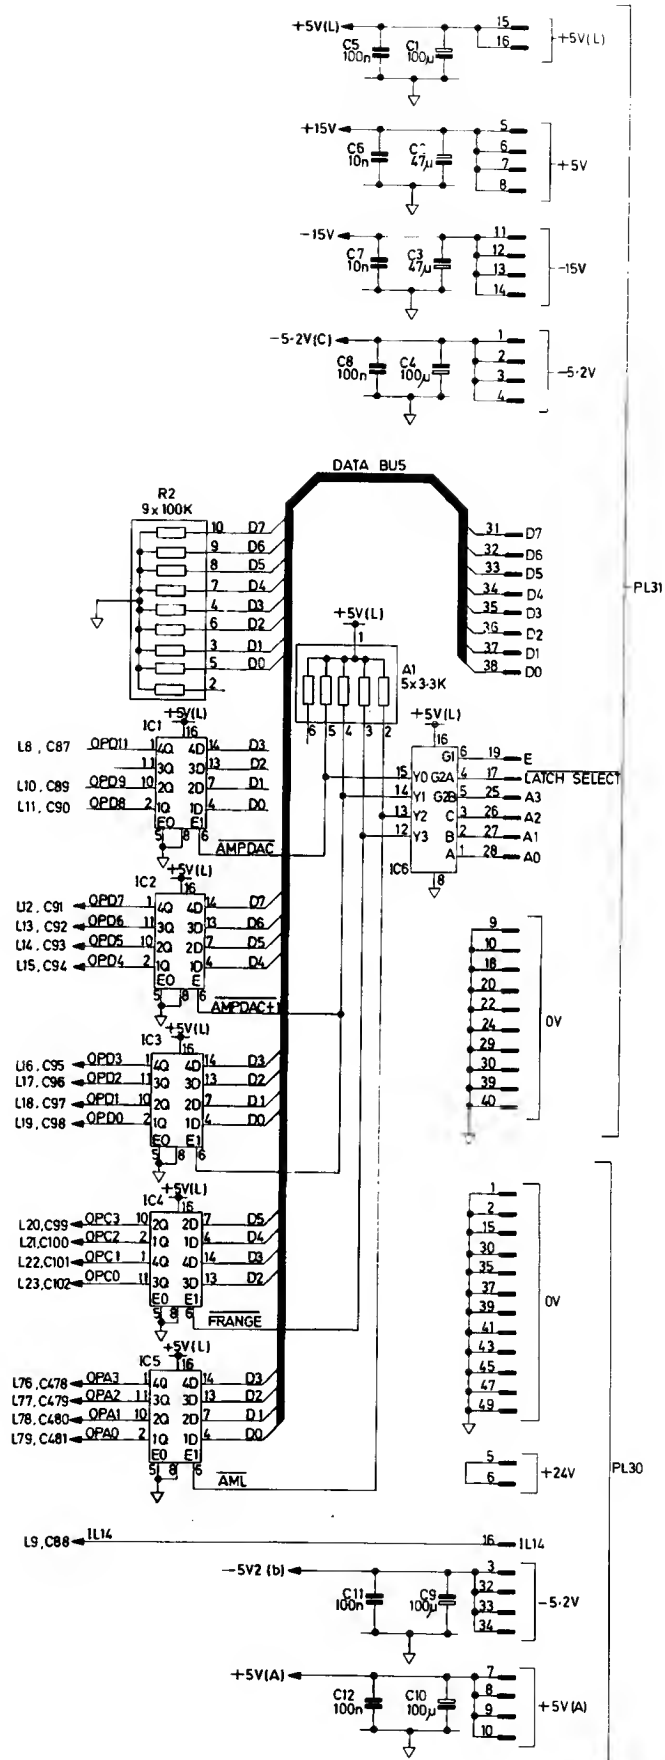 +5V(L) 15 +5V(L)
C5 100n C1 100μ 16
+15V 5 +5V
C6 10n 47μ 6
7
8
-15V 11 -15V
C7 10n C3 47μ 12
13
14
-5·2V(C) 1 -5·2V
C8 100n C4 100μ 2
3
4
DATA BUS
R2
9x100K
10 D7 31 D7
9 D6 32 D6
8 D5 33 D5
7 D4 34 D4
4 D3 35 D3
6 D2 36 D2
3 D1 37 D1
5 D0 38 D0
2
PL31
+5V(L)
1
A1
5x3·3K
6 5 4 3 2
+5V(L)
16
15 Y0 G1 6 19 E
14 Y1 G2A 4 17 LATCH SELECT
13 Y2 G2B 5 25 A3
12 Y3 C 3 26 A2
B 2 27 A1
A 1 28 A0
IC6 8
IC1 +5V(L)
16
L8, C87 OPD11 1 4Q 4D 14 D3
11 3Q 3D 13 D2
L10, C89 OPD9 10 2Q 2D 7 D1
L11, C90 OPD8 2 1Q 1D 4 D0
E0 E1
5 8 6
AMPDAC
+5V(L)
IC2 16
L12, C91 OPD7 1 4Q 4D 14 D7
L13, C92 OPD6 11 3Q 3D 13 D6
L14, C93 OPD5 10 2Q 2D 7 D5
L15, C94 OPD4 2 1Q 1D 4 D4
E0 E
5 8 6
AMPDAC+1
+5V(L)
IC3 16
L16, C95 OPD3 1 4Q 4D 14 D3
L17, C96 OPD2 11 3Q 3D 13 D2
L18, C97 OPD1 10 2Q 2D 7 D1
L19, C98 OPD0 2 1Q 1D 4 D0
E0 E1
5 8 6
9 0V
10
18
20
22
24
29
30
39
40
+5V(L)
IC4 16
L20, C99 OPC3 10 2Q 2D 7 D5
L21, C100 OPC2 2 1Q 1D 4 D4
L22, C101 OPC1 1 4Q 4D 14 D3
L23, C102 OPC0 11 3Q 3D 13 D2
E0 E1
5 8 6
FRANGE
1 0V
2
15
30
35
37
39
41
43
45
47
49
+5V(L)
IC5 16
L76, C478 OPA3 1 4Q 4D 14 D3
L77, C479 OPA2 11 3Q 3D 13 D2
L78, C480 OPA1 10 2Q 2D 7 D1
L79, C481 OPA0 2 1Q 1D 4 D0
E0 E1
5 8 6
AML
5 +24V
6
PL30
L9, C88 IL14 16 IL14
-5V2(b) 3 -5·2V
C11 100n C9 100μ 32
33
34
+5V(A) 7 +5V(A)
C12 100n C10 100μ 8
9
10